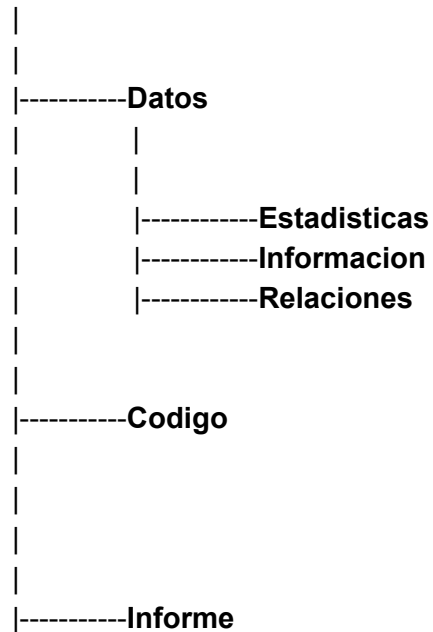 |
|
|-----------Datos
| |
| |
| |------------Estadisticas
| |------------Informacion
| |------------Relaciones
|
|
|-----------Codigo
|
|
|
|
|-----------Informe